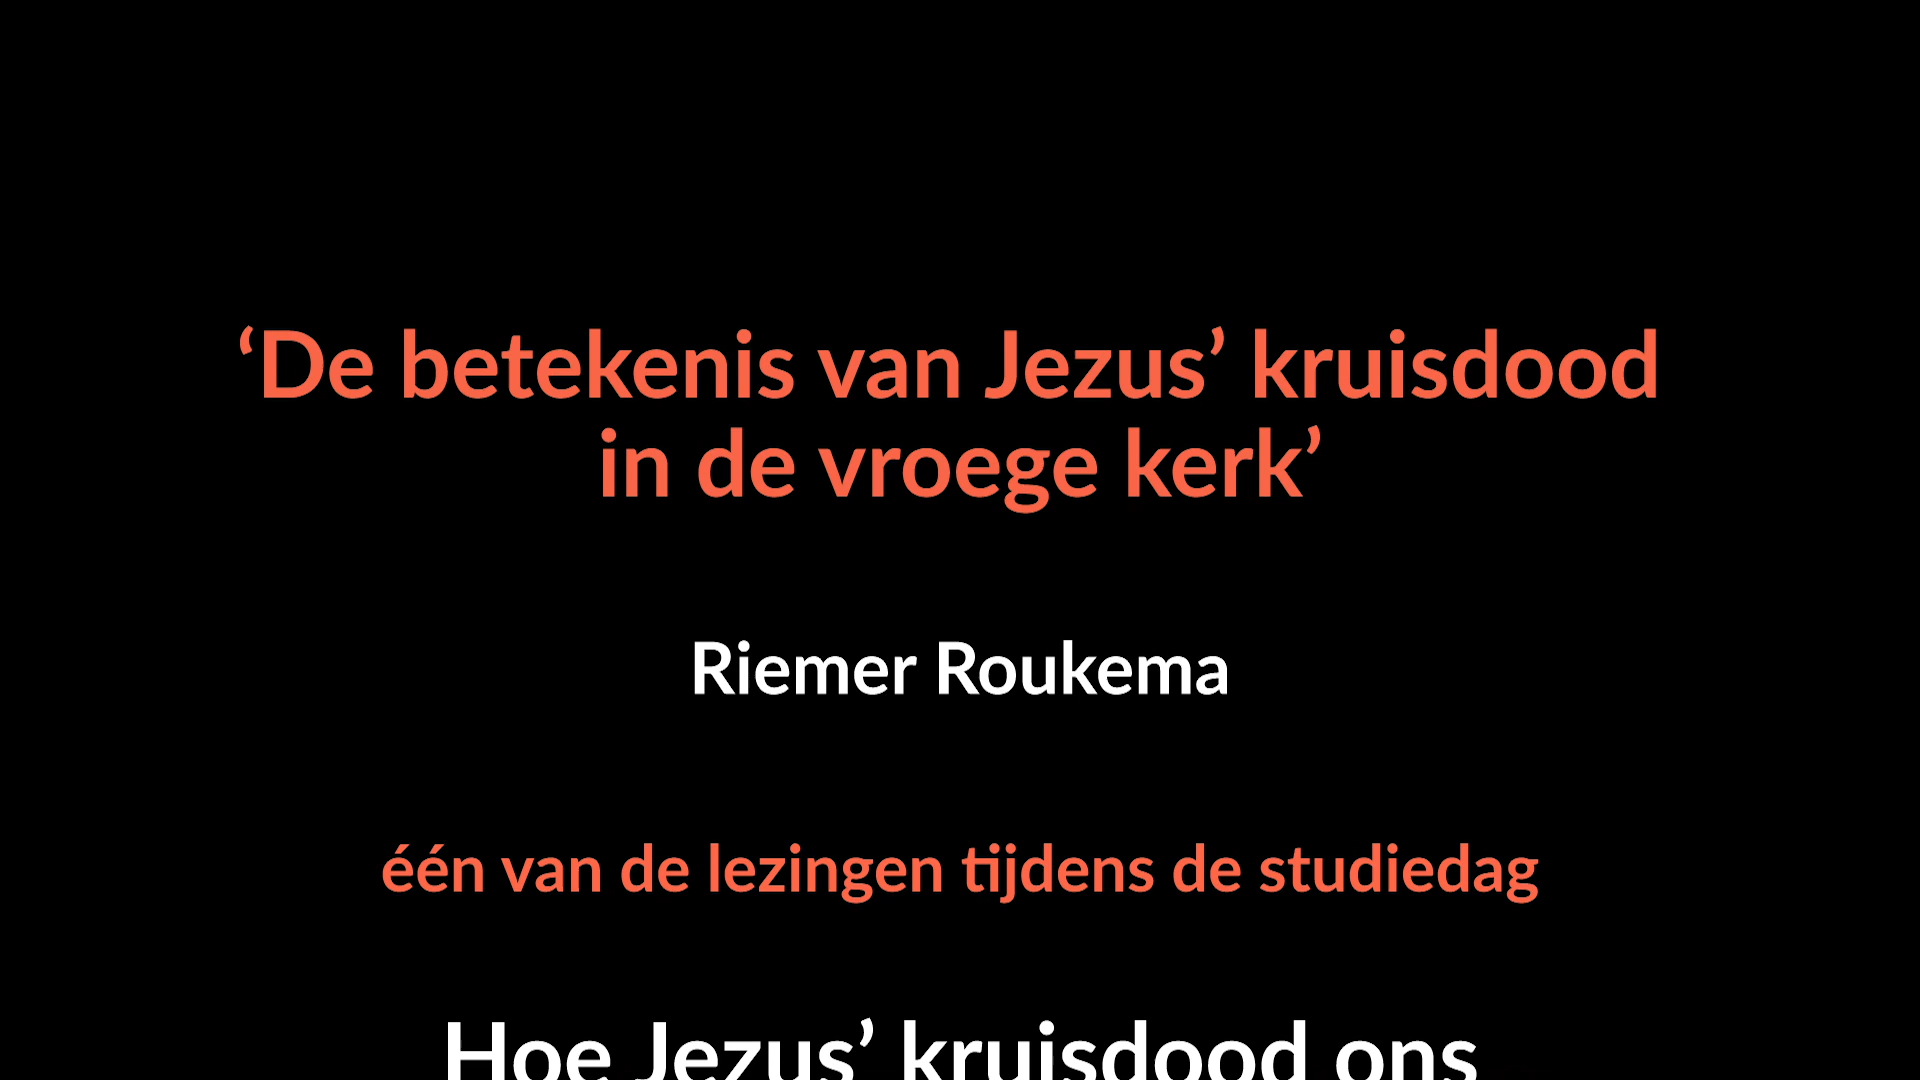 ‘De betekenis van Jezus’ kruisdood
in de vroege kerk’
Riemer Roukema
één van de lezingen tijdens de studiedag
Hoe Jezus’ kruisdood ons